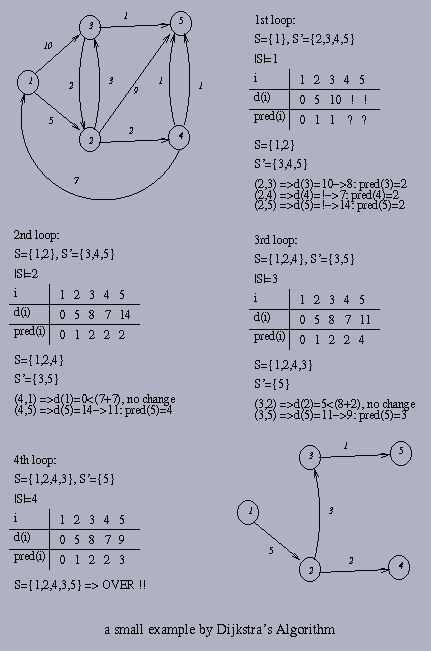 1
5
3
10
1
2
3
9
1
1
5
2
2
4
7
1st loop:
S={1}, S'={2,3,4,5}
|S|=1
i 1 2 3 4 5
d(i) 0 5 10 ! !
pred(i) 0 1 1 ? ?
S={1,2}
S'={3,4,5}
(2,3) =>d(3)=10->8: pred(3)=2
(2,4) =>d(4)=!->7: pred(4)=2
(2,5) =>d(5)=!->14: pred(5)=2
2nd loop:
S={1,2}, S'={3,4,5}
|S|=2
i 1 2 3 4 5
d(i) 0 5 8 7 14
pred(i) 0 1 2 2 2
S={1,2,4}
S'={3,5}
(4,1) =>d(1)=0<(7+7), no change
(4,5) =>d(5)=14->11: pred(5)=4
3rd loop:
S={1,2,4}, S'={3,5}
|S|=3
i 1 2 3 4 5
d(i) 0 5 8 7 11
pred(i) 0 1 2 2 4
S={1,2,4,3}
S'={5}
(3,2) =>d(2)=5<(8+2), no change
(3,5) =>d(5)=11->9: pred(5)=3
4th loop:
S={1,2,4,3}, S'={5}
|S|=4
i 1 2 3 4 5
d(i) 0 5 8 7 9
pred(i) 0 1 2 2 3
S={1,2,4,3,5} => OVER !!
1
3
5
1
3
5
2
2
4
a small example by Dijkstra's Algorithm